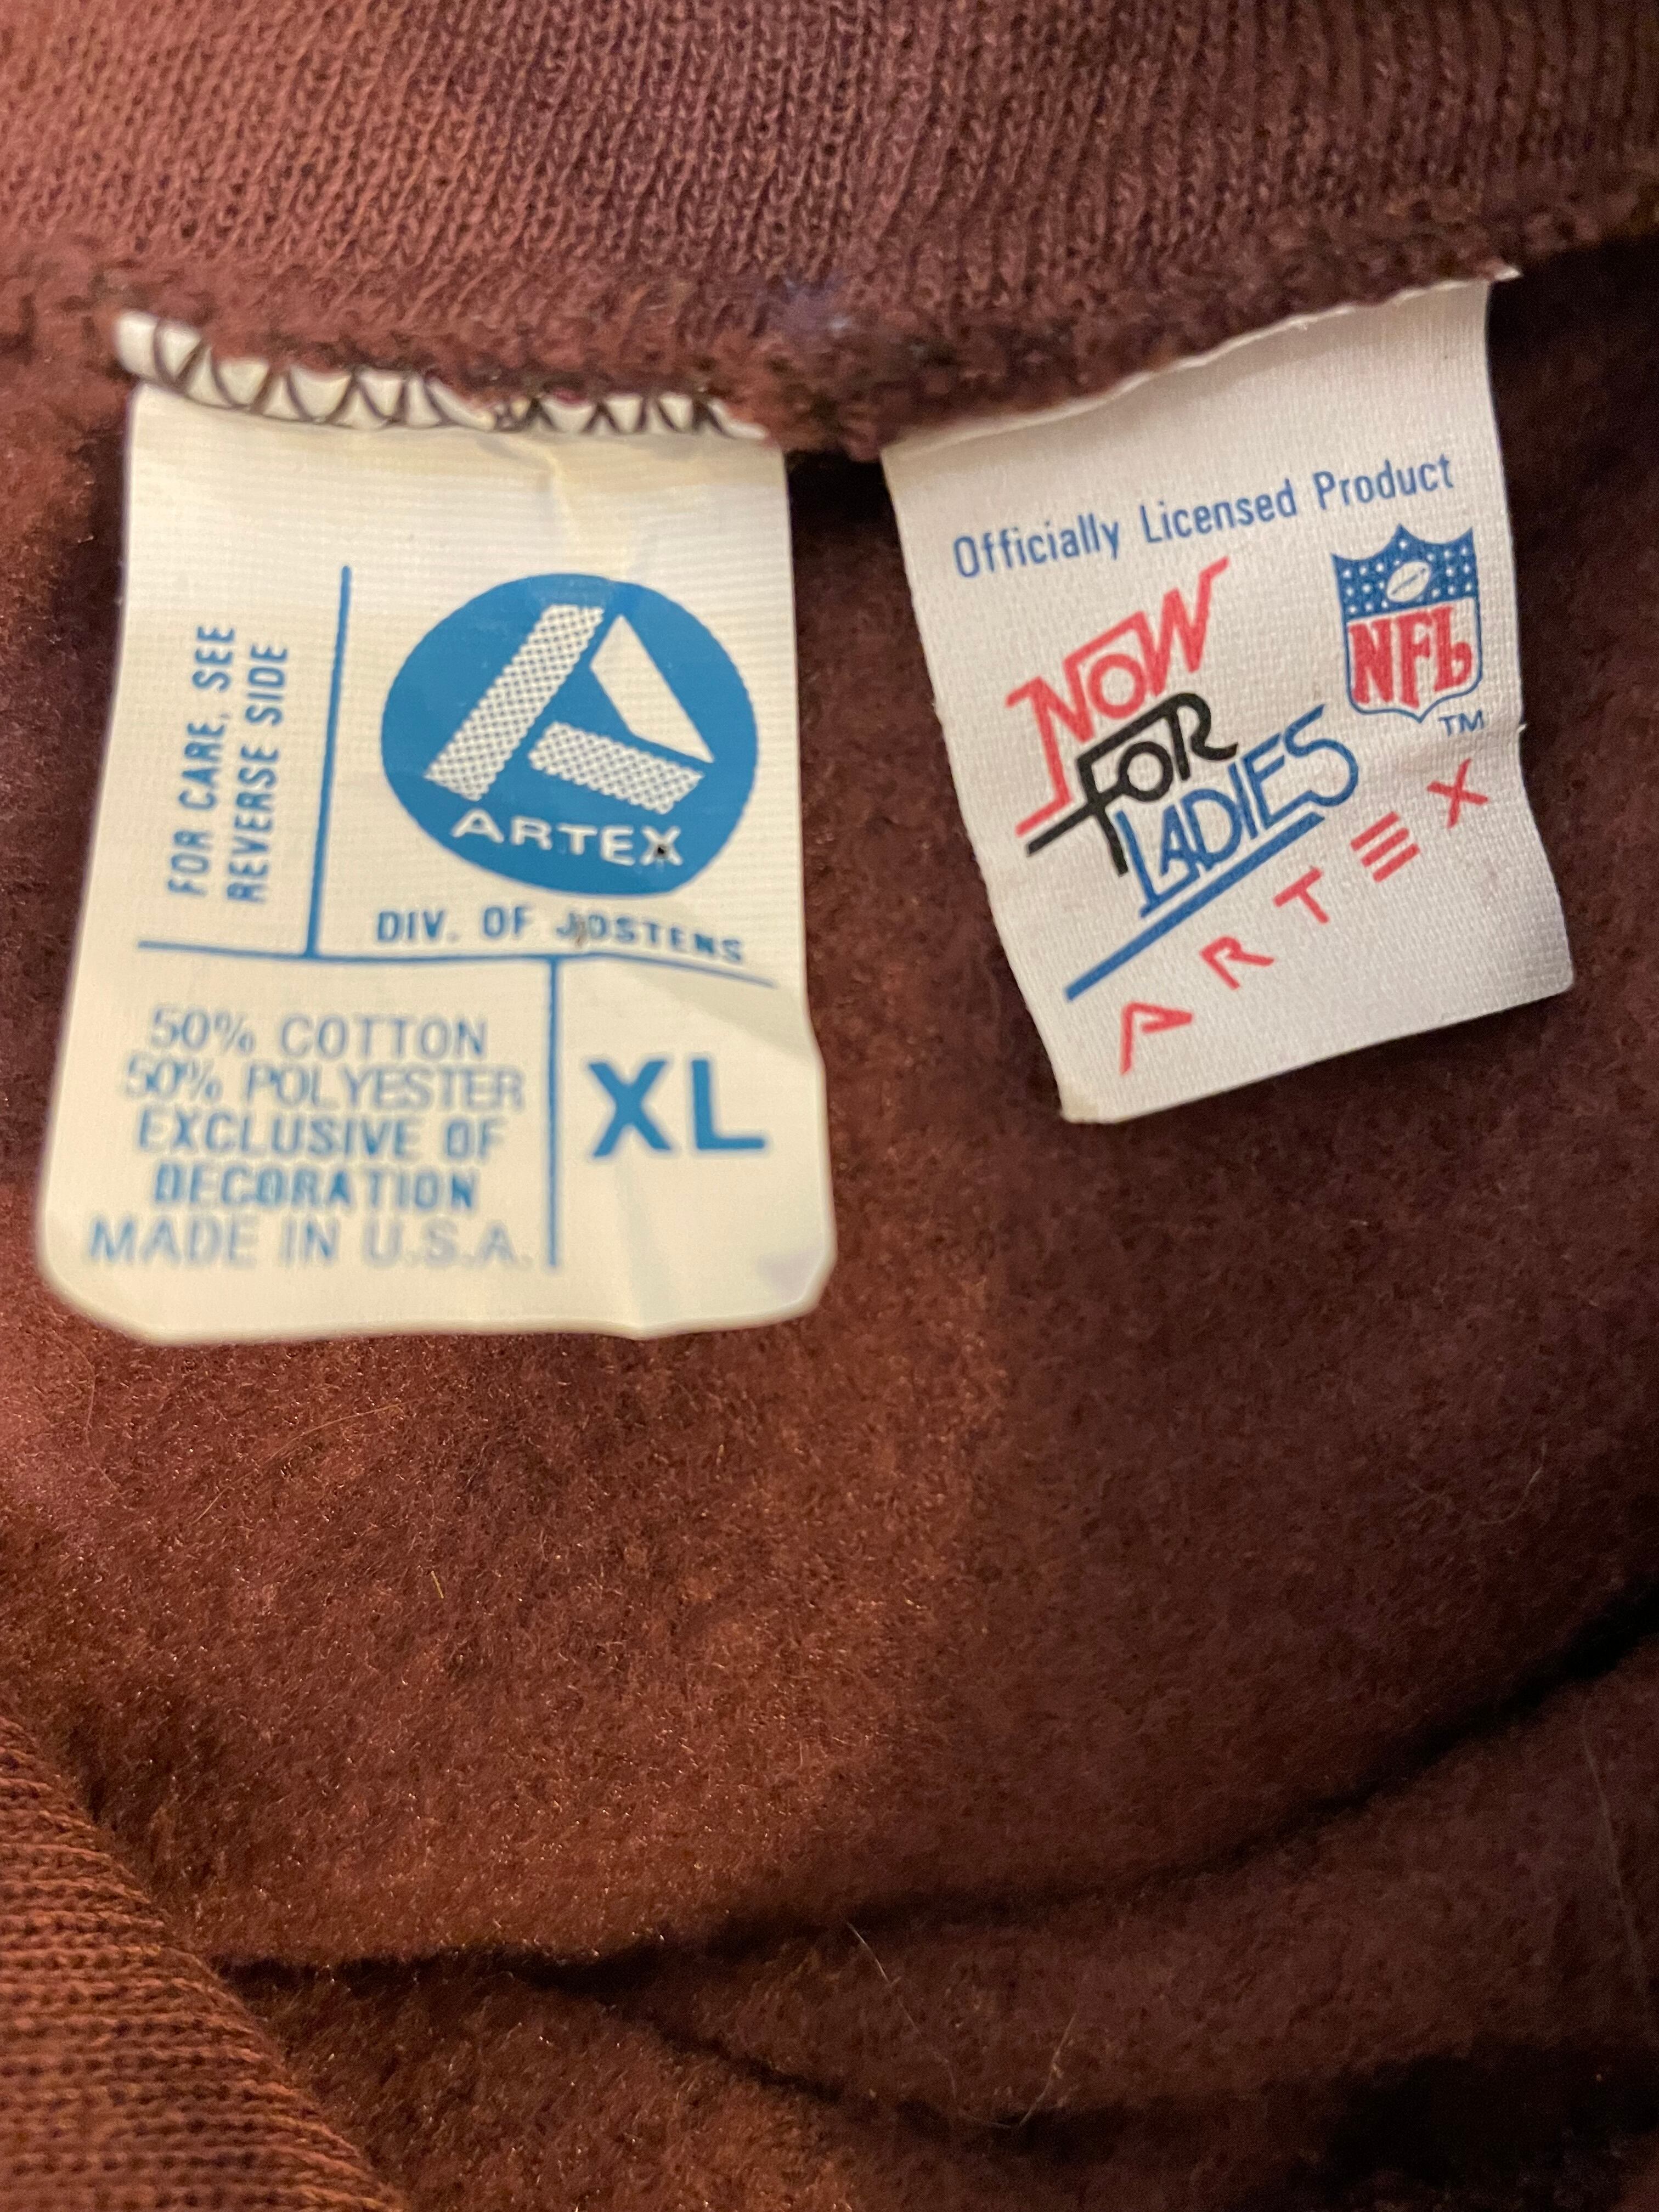 FOR CARE, SEE
REVERSE SIDE
ARTEX
DIV. OF JOSTENS
50% COTTON
50% POLYESTER
EXCLUSIVE OF
DECORATION
MADE IN U.S.A.
XL
Officially Licensed Product
NFL
TM
NOW
FOR
LADIES
ARTEX